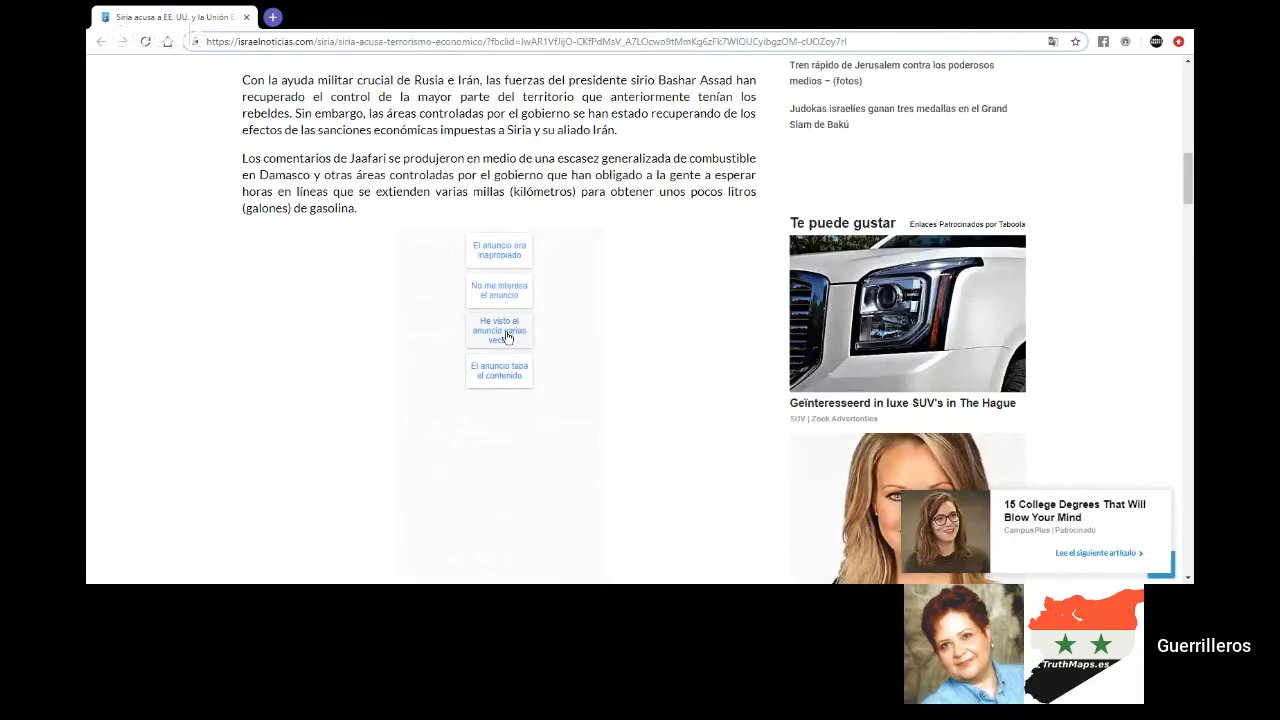 Siria acusa a EE. UU. y la Unión E
https://israelnoticias.com/siria/siria-acusa-terrorismo-economico/?fbclid=IwAR1VfJijO-CKfPdMsV_A7LOcwo9tMmKg6zFk7WIOUCyibgzOM-cUOZoy7rI
Con la ayuda militar crucial de Rusia e Irán, las fuerzas del presidente sirio Bashar Assad han
recuperado el control de la mayor parte del territorio que anteriormente tenían los
rebeldes. Sin embargo, las áreas controladas por el gobierno se han estado recuperando de los
efectos de las sanciones económicas impuestas a Siria y su aliado Irán.
Los comentarios de Jaafari se produjeron en medio de una escasez generalizada de combustible
en Damasco y otras áreas controladas por el gobierno que han obligado a la gente a esperar
horas en líneas que se extienden varias millas (kilómetros) para obtener unos pocos litros
(galones) de gasolina.
El anuncio era
inapropiado
No me interesa
el anuncio
He visto el
anuncio varias
El anuncio tapa
el contenido
Tren rápido de Jerusalem contra los poderosos
medios – (fotos)
Judokas israelíes ganan tres medallas en el Grand
Slam de Bakú
Te puede gustar
Enlaces Patrocinados por Taboola
Geïnteresseerd in luxe SUV's in The Hague
SUV | Zoek Advertenties
15 College Degrees That Will
Blow Your Mind
CampusPlus | Patrocinado
Lee el siguiente artículo
TruthMaps.es
Guerrilleros